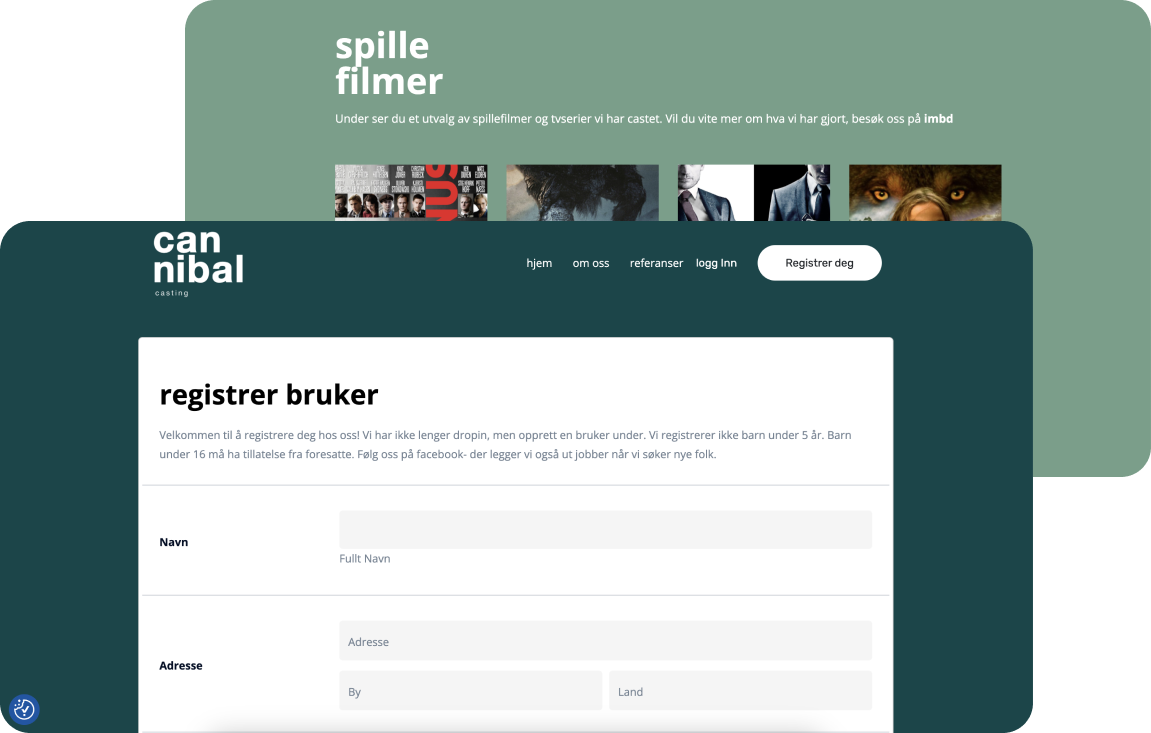 spille
filmer
Under ser du et utvalg av spillefilmer og tvserier vi har castet. Vil du vite mer om hva vi har gjort, besøk oss på imbd
can
nibal
casting
hjem om oss referanser logg Inn Registrer deg
registrer bruker
Velkommen til å registrere deg hos oss! Vi har ikke lenger dropin, men opprett en bruker under. Vi registrerer ikke barn under 5 år. Barn
under 16 må ha tillatelse fra foresatte. Følg oss på facebook- der legger vi også ut jobber når vi søker nye folk.
Navn
Fullt Navn
Adresse
Adresse
By Land